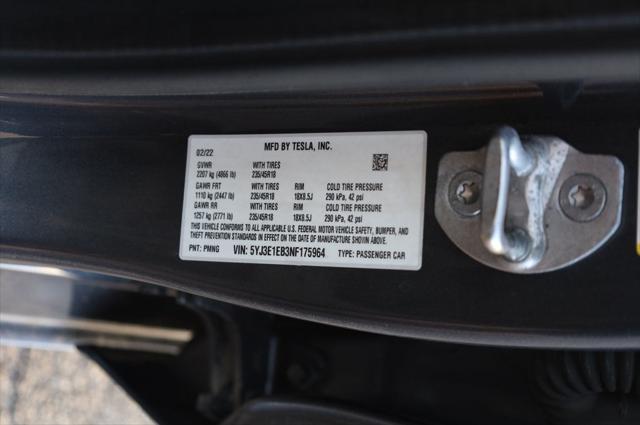 MFD BY TESLA, INC.
02/22
GVWR WITH TIRES
2207 kg (4866 lb) 235/45R18
GAWR FRT WITH TIRES RIM COLD TIRE PRESSURE
1110 kg (2447 lb) 235/45R18 18X8.5J 290 kPa, 42 psi
GAWR RR WITH TIRES RIM COLD TIRE PRESSURE
1257 kg (2771 lb) 235/45R18 18X8.5J 290 kPa, 42 psi
THIS VEHICLE CONFORMS TO ALL APPLICABLE U.S. FEDERAL MOTOR VEHICLE SAFETY, BUMPER, AND
THEFT PREVENTION STANDARDS IN EFFECT ON THE DATE OF MANUFACTURE SHOWN ABOVE.
PNT: PMNG VIN: 5YJ3E1EB3NF175964 TYPE: PASSENGER CAR